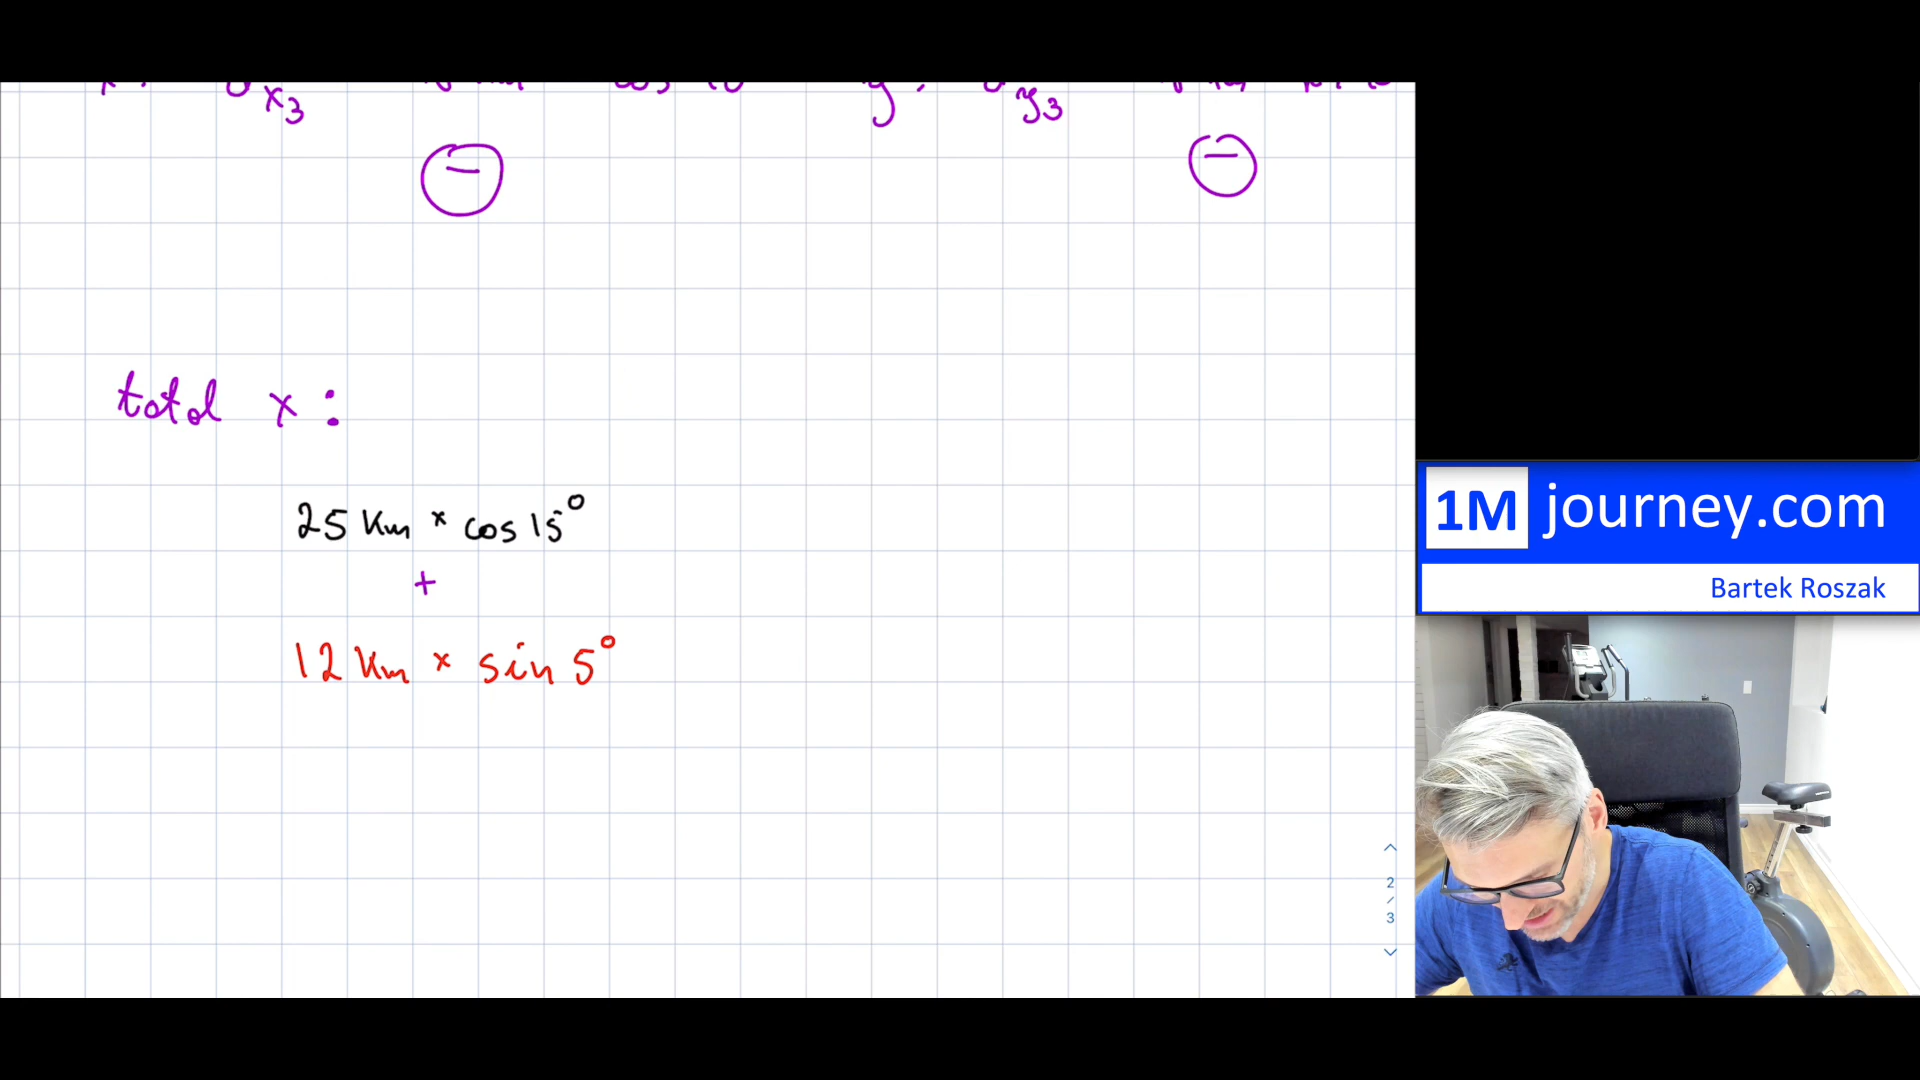 x3
y3
−
−
total x:
25 Km × cos 15°
+
12 Km × sin 5°
1M journey.com
Bartek Roszak
2
/
3